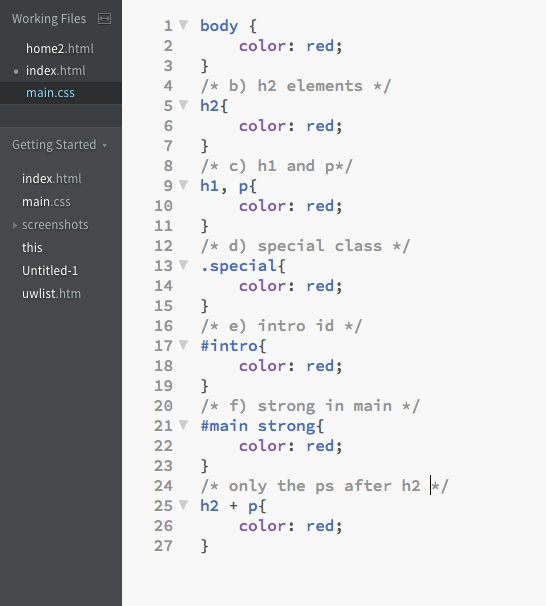 Working Files
home2.html
index.html
main.css
Getting Started
index.html
main.css
screenshots
this
Untitled-1
uwlist.htm
1 body {
2 color: red;
3 }
4 /* b) h2 elements */
5 h2{
6 color: red;
7 }
8 /* c) h1 and p*/
9 h1, p{
10 color: red;
11 }
12 /* d) special class */
13 .special{
14 color: red;
15 }
16 /* e) intro id */
17 #intro{
18 color: red;
19 }
20 /* f) strong in main */
21 #main strong{
22 color: red;
23 }
24 /* only the ps after h2 */
25 h2 + p{
26 color: red;
27 }